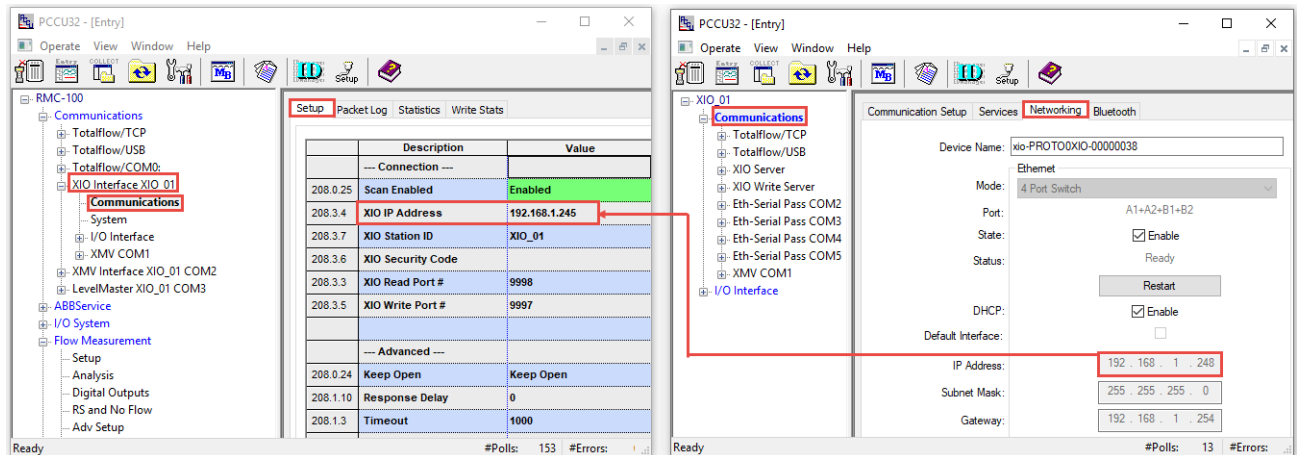 PCCU32 - [Entry]
Operate View Window Help
Entry COLLECT MB ID Manager Setup
RMC-100
Communications
Totalflow/TCP
Totalflow/USB
Totalflow/COM0:
XIO Interface XIO_01
Communications
System
I/O Interface
XMV COM1
XMV Interface XIO_01 COM2
LevelMaster XIO_01 COM3
ABBService
I/O System
Flow Measurement
Setup
Analysis
Digital Outputs
RS and No Flow
Adv Setup
Setup Packet Log Statistics Write Stats
Description Value
--- Connection ---
208.0.25 Scan Enabled Enabled
208.3.4 XIO IP Address 192.168.1.245
208.3.7 XIO Station ID XIO_01
208.3.6 XIO Security Code
208.3.3 XIO Read Port # 9998
208.3.5 XIO Write Port # 9997
--- Advanced ---
208.0.24 Keep Open Keep Open
208.1.10 Response Delay 0
208.1.3 Timeout 1000
Ready #Polls: 153 #Errors:
PCCU32 - [Entry]
Operate View Window Help
Entry COLLECT MB ID Manager Setup
XIO_01
Communications
Totalflow/TCP
Totalflow/USB
XIO Server
XIO Write Server
Eth-Serial Pass COM2
Eth-Serial Pass COM3
Eth-Serial Pass COM4
Eth-Serial Pass COM5
XMV COM1
I/O Interface
Communication Setup Services Networking Bluetooth
Device Name: xio-PROTO0XIO-00000038
Ethernet
Mode: 4 Port Switch
Port: A1+A2+B1+B2
State: Enable
Status: Ready
Restart
DHCP: Enable
Default Interface:
IP Address: 192 . 168 . 1 . 248
Subnet Mask: 255 . 255 . 255 . 0
Gateway: 192 . 168 . 1 . 254
Ready #Polls: 13 #Errors: